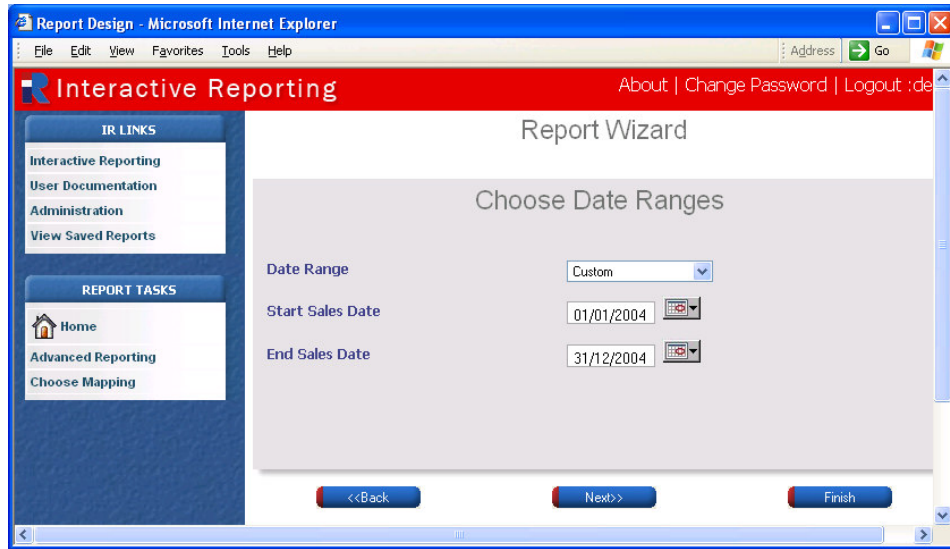 Report Design - Microsoft Internet Explorer
File Edit View Favorites Tools Help Address Go
Interactive Reporting About | Change Password | Logout :de
IR LINKS
Interactive Reporting
User Documentation
Administration
View Saved Reports
REPORT TASKS
Home
Advanced Reporting
Choose Mapping
Report Wizard
Choose Date Ranges
Date Range Custom
Start Sales Date 01/01/2004
End Sales Date 31/12/2004
<<Back Next>> Finish